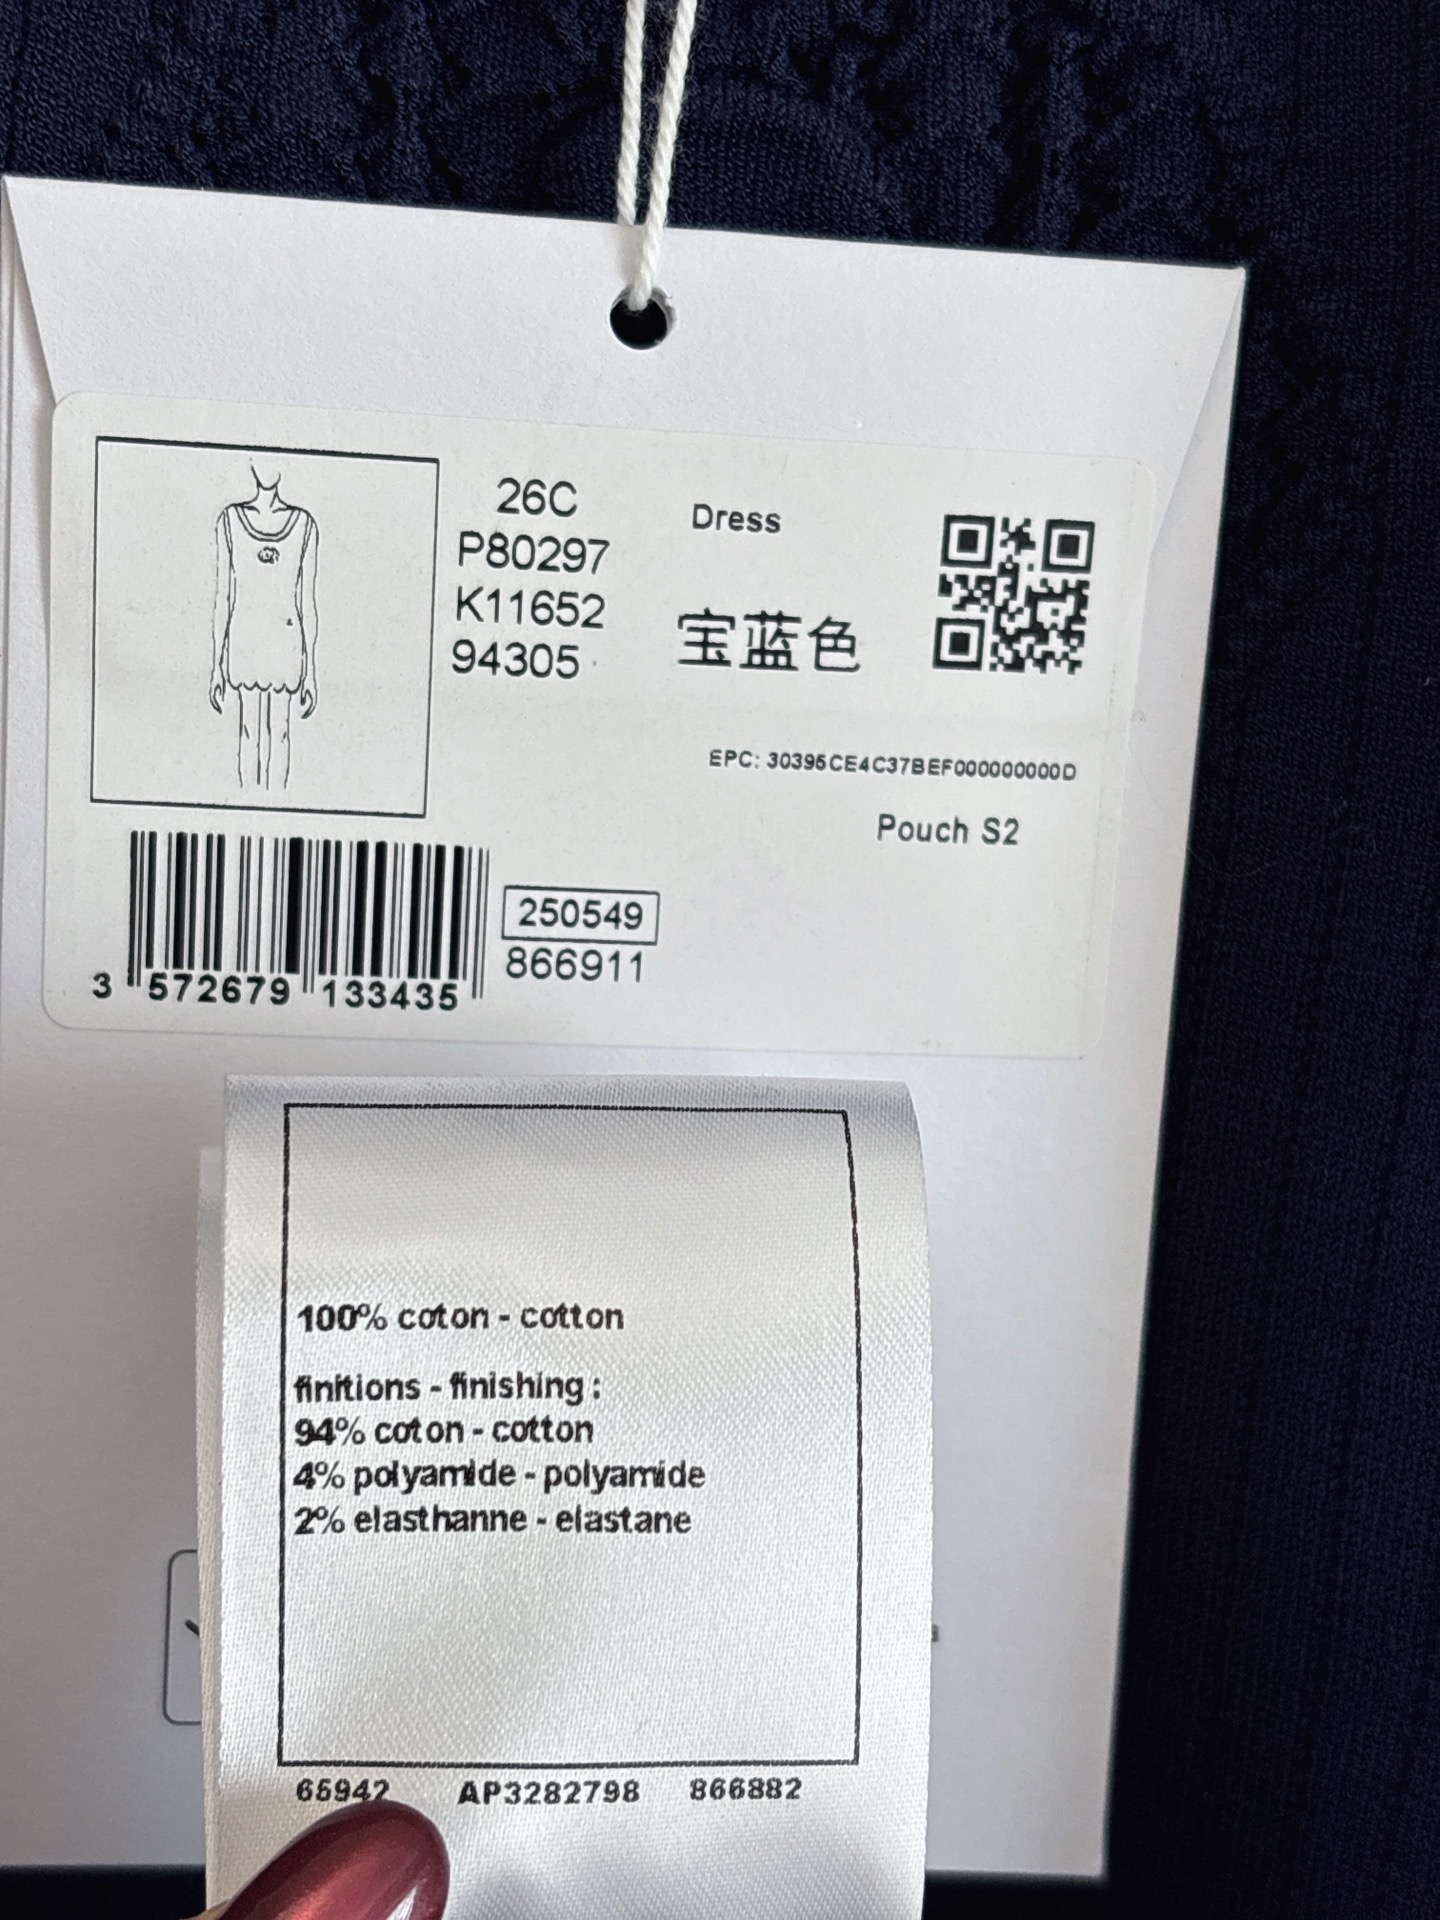 26C
P80297
K11652
94305
Dress
宝蓝色
EPC: 30395CE4C37BEF000000000D
Pouch S2
3 572679 133435
250549
866911
100% coton - cotton
finitions - finishing :
94% coton - cotton
4% polyamide - polyamide
2% elasthanne - elastane
65942 AP3282798 866882